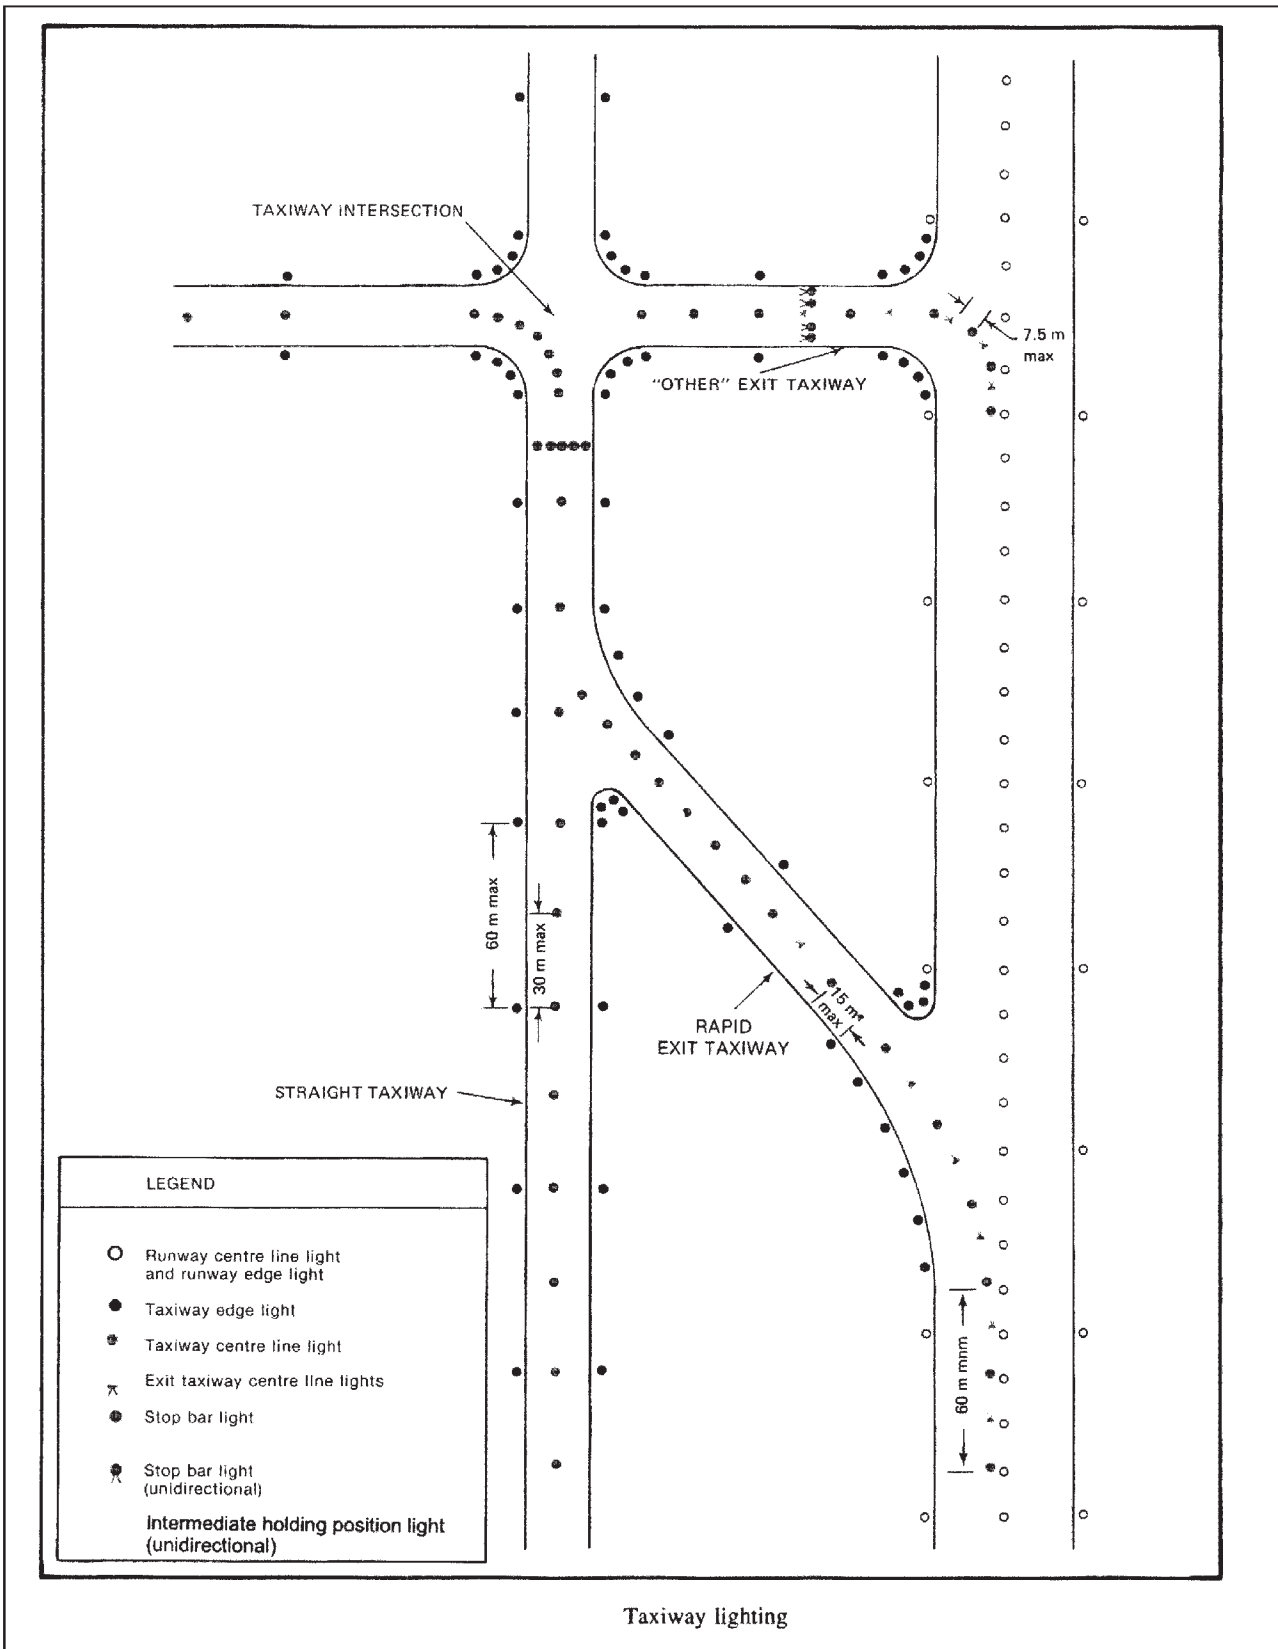 TAXIWAY INTERSECTION
7.5 m
max
"OTHER" EXIT TAXIWAY
60 m max
30 m max
15 m
max
RAPID
EXIT TAXIWAY
STRAIGHT TAXIWAY
60 m mnm
LEGEND
Runway centre line light
and runway edge light
Taxiway edge light
Taxiway centre line light
Exit taxiway centre line lights
Stop bar light
Stop bar light
(unidirectional)
Intermediate holding position light
(unidirectional)
Taxiway lighting